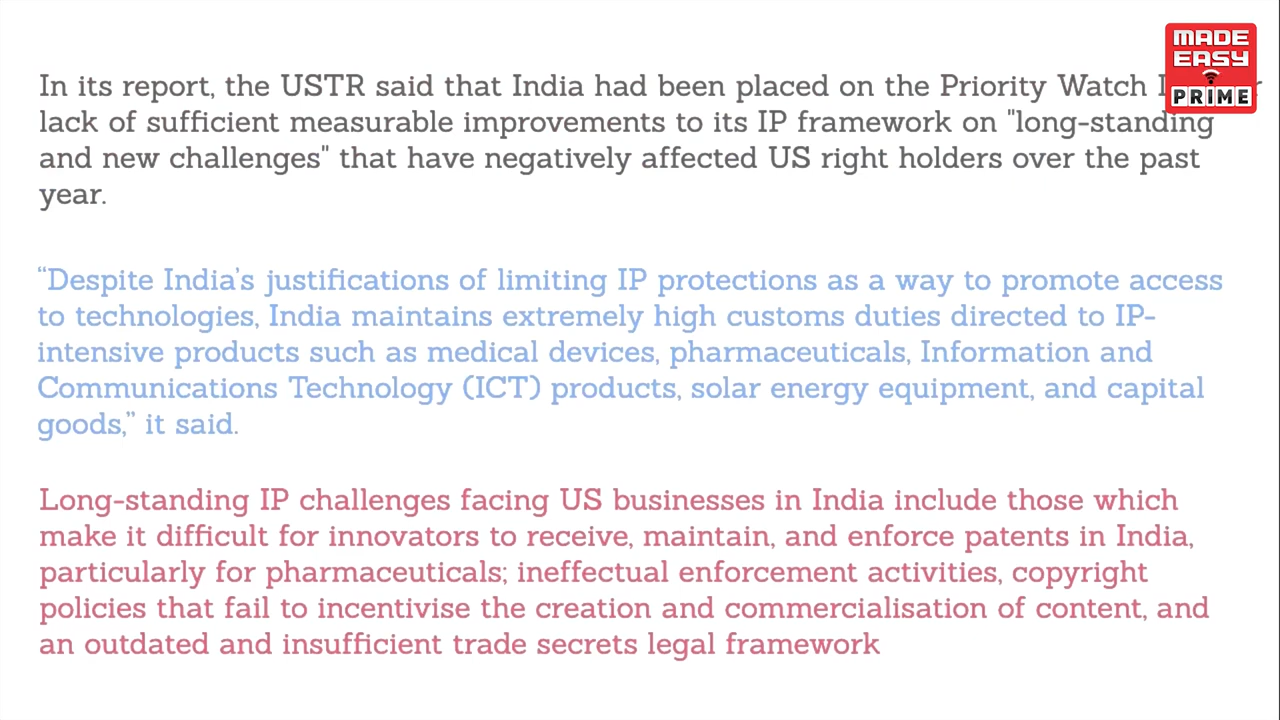 MADE
EASY
PRIME
In its report, the USTR said that India had been placed on the Priority Watch
lack of sufficient measurable improvements to its IP framework on "long-standing
and new challenges" that have negatively affected US right holders over the past
year.
“Despite India’s justifications of limiting IP protections as a way to promote access
to technologies, India maintains extremely high customs duties directed to IP-
intensive products such as medical devices, pharmaceuticals, Information and
Communications Technology (ICT) products, solar energy equipment, and capital
goods,” it said.
Long-standing IP challenges facing US businesses in India include those which
make it difficult for innovators to receive, maintain, and enforce patents in India,
particularly for pharmaceuticals; ineffectual enforcement activities, copyright
policies that fail to incentivise the creation and commercialisation of content, and
an outdated and insufficient trade secrets legal framework